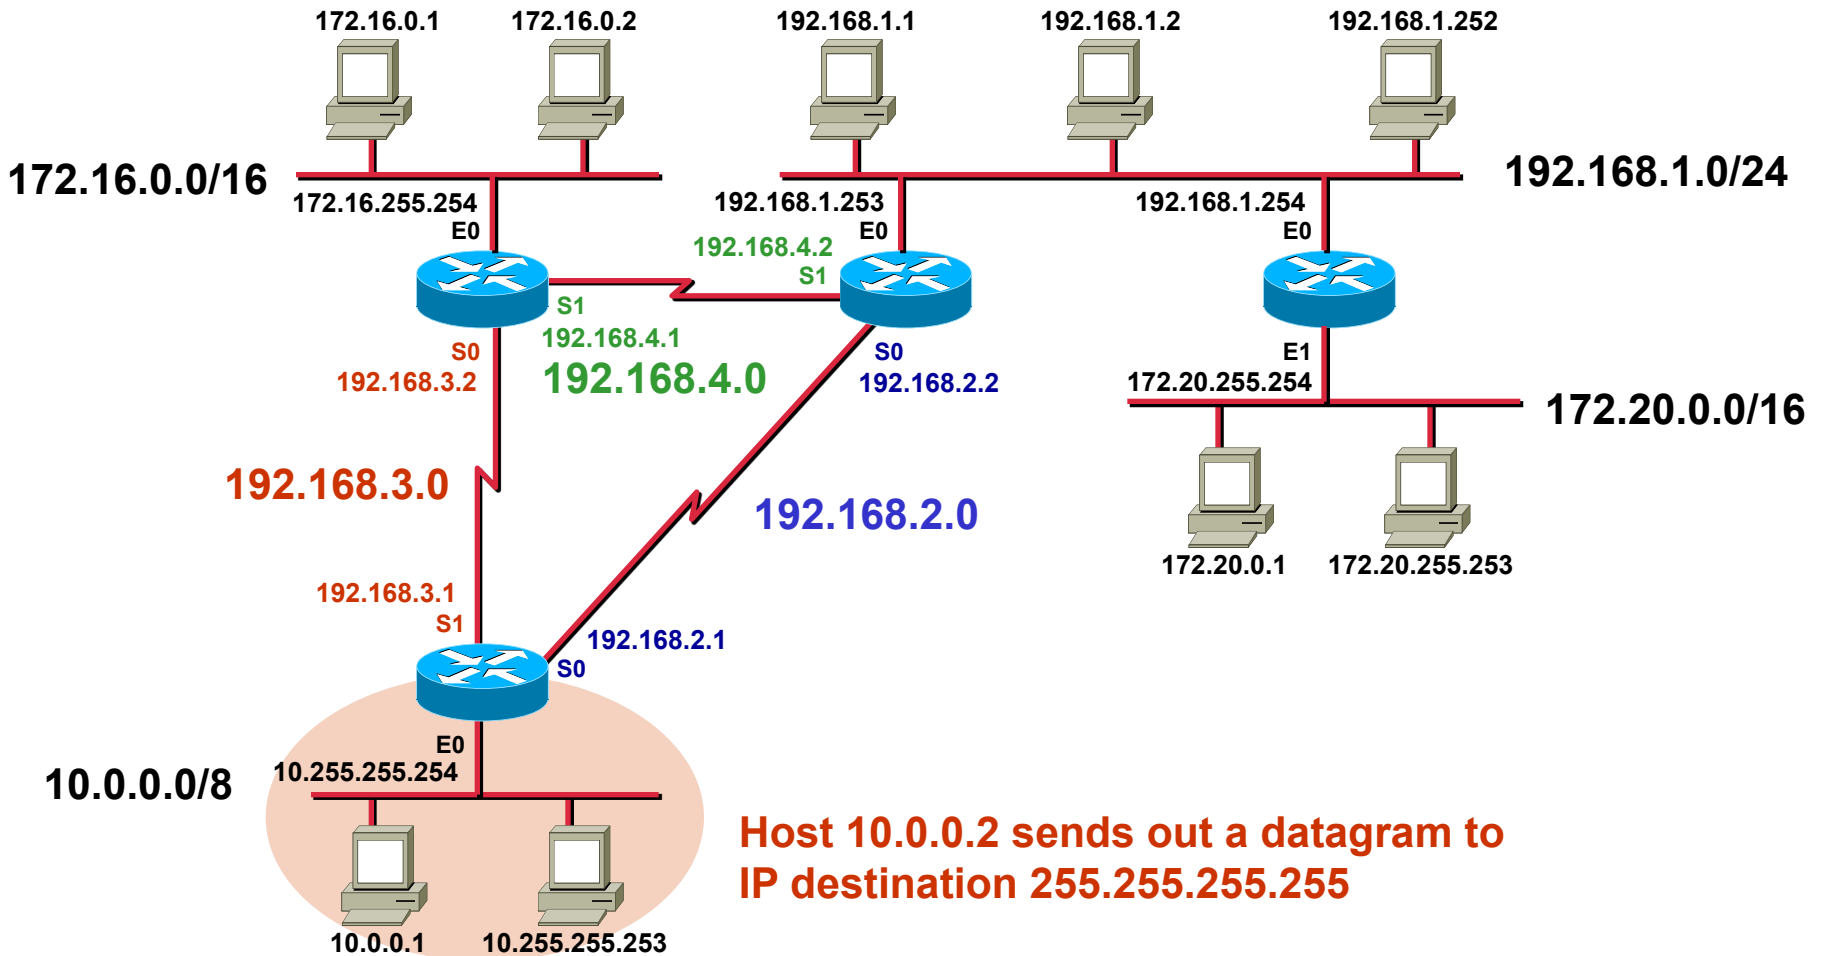 172.16.0.1
172.16.0.2
192.168.1.1
192.168.1.2
192.168.1.252
172.16.0.0/16
192.168.1.0/24
172.16.255.254
192.168.1.253
192.168.1.254
E0
E0
E0
192.168.4.2
S1
S1
192.168.4.1
S0
192.168.3.2
192.168.4.0
S0
192.168.2.2
E1
172.20.255.254
172.20.0.0/16
192.168.3.0
192.168.2.0
172.20.0.1
172.20.255.253
192.168.3.1
S1
192.168.2.1
S0
E0
10.255.255.254
10.0.0.0/8
Host 10.0.0.2 sends out a datagram to
IP destination 255.255.255.255
10.0.0.1
10.255.255.253